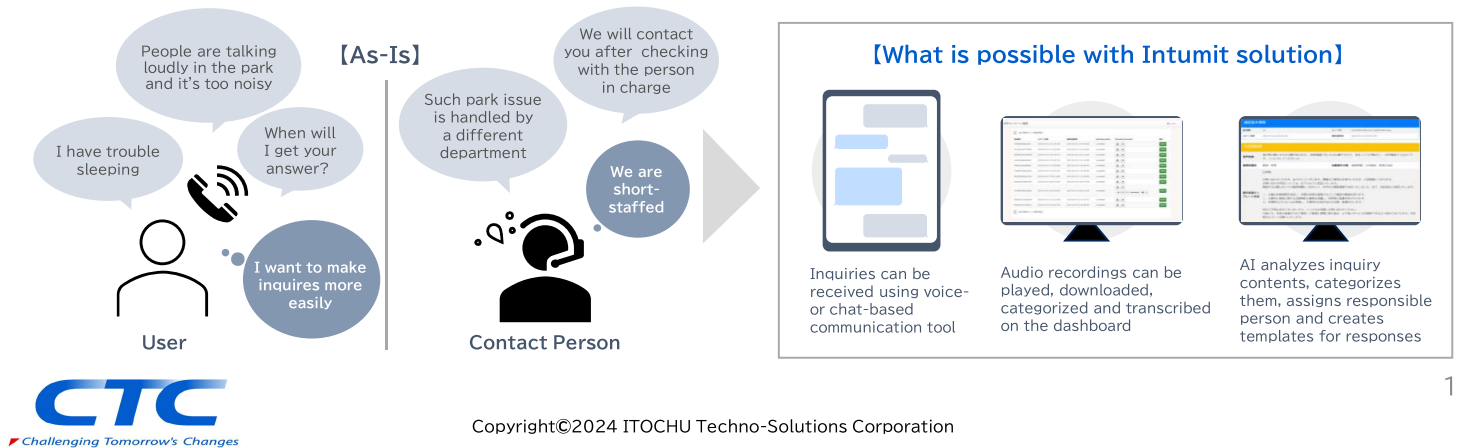 【As-Is】
People are talking
loudly in the park
and it's too noisy
I have trouble
sleeping
When will
I get your
answer?
I want to make
inquires more
easily
User
We will contact
you after checking
with the person
in charge
Such park issue
is handled by
a different
department
We are
short-
staffed
Contact Person
【What is possible with Intumit solution】
Inquiries can be
received using voice-
or chat-based
communication tool
Audio recordings can be
played, downloaded,
categorized and transcribed
on the dashboard
AI analyzes inquiry
contents, categorizes
them, assigns responsible
person and creates
templates for responses
1
CTC
Challenging Tomorrow's Changes
Copyright©2024 ITOCHU Techno-Solutions Corporation